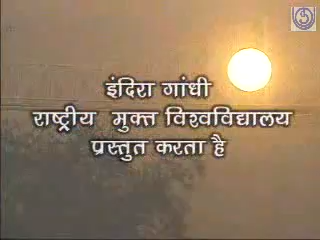 इंदिरा गांधी
राष्ट्रीय मुक्त विश्वविद्यालय
प्रस्तुत करता है